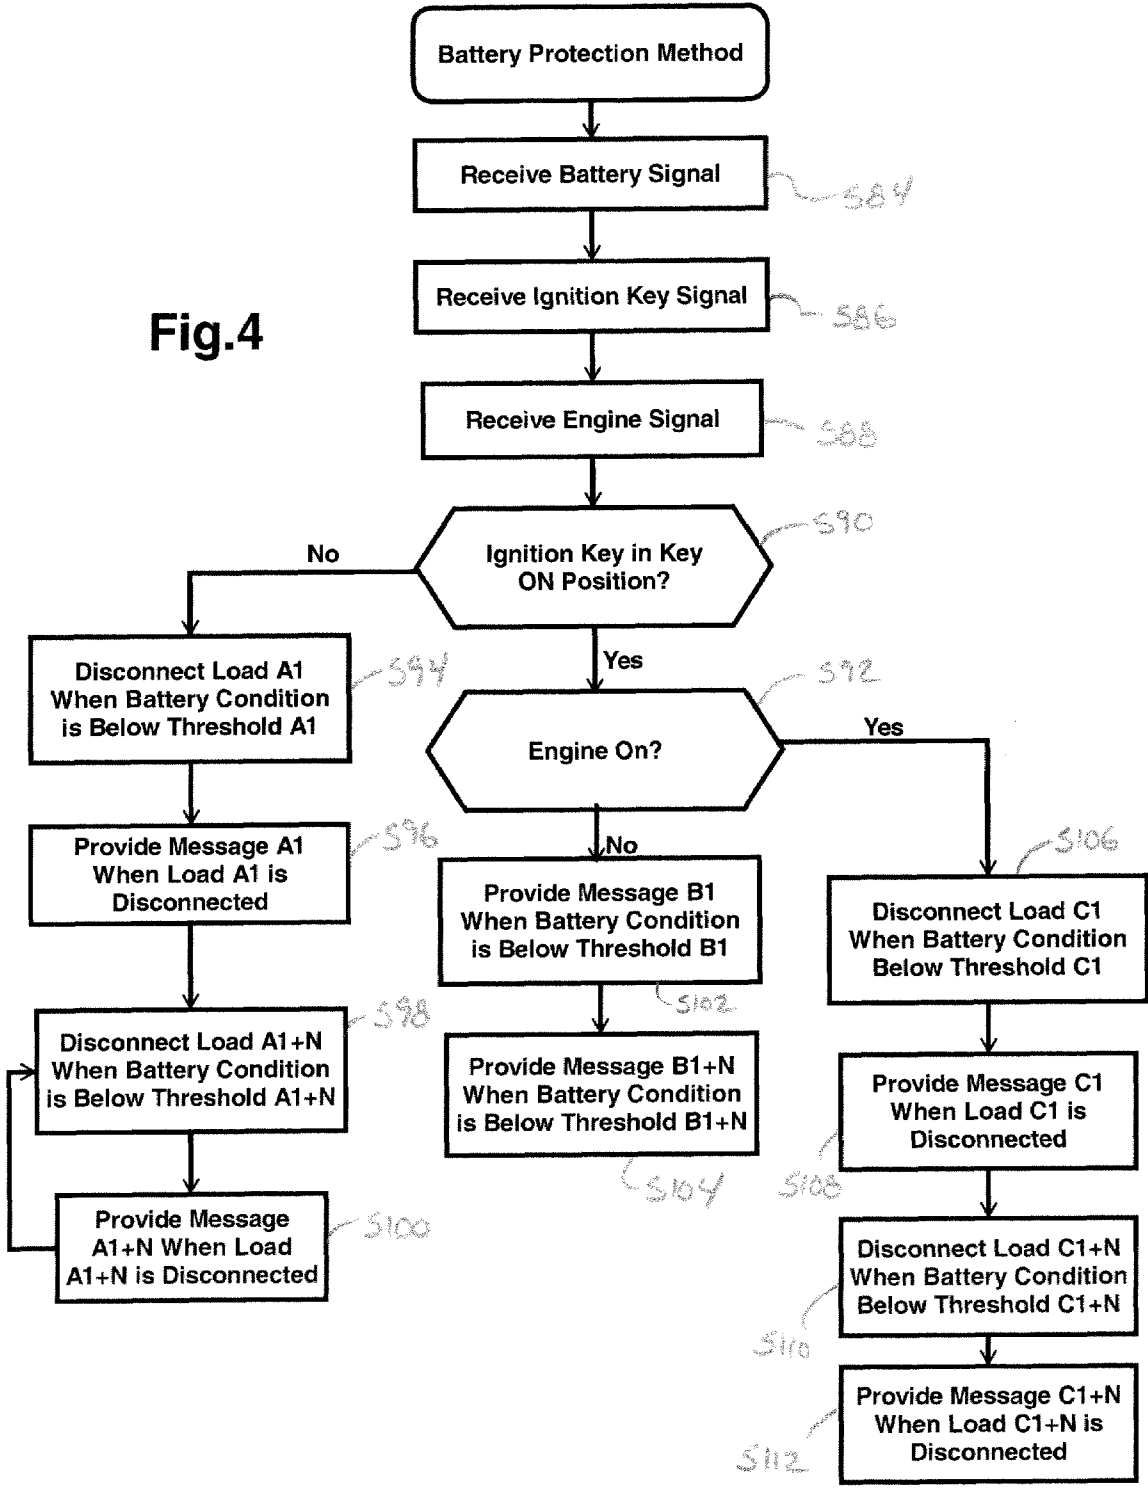 Battery Protection Method
Receive Battery Signal
S84
Receive Ignition Key Signal
S86
Fig.4
Receive Engine Signal
S88
S90
Ignition Key in Key
ON Position?
No
Yes
S92
Engine On?
Yes
No
Disconnect Load A1
When Battery Condition
is Below Threshold A1
S94
Provide Message A1
When Load A1 is
Disconnected
S96
Disconnect Load A1+N
When Battery Condition
is Below Threshold A1+N
S98
Provide Message
A1+N When Load
A1+N is Disconnected
S100
Provide Message B1
When Battery Condition
is Below Threshold B1
S102
Provide Message B1+N
When Battery Condition
is Below Threshold B1+N
S104
S106
Disconnect Load C1
When Battery Condition
Below Threshold C1
Provide Message C1
When Load C1 is
Disconnected
S108
Disconnect Load C1+N
When Battery Condition
Below Threshold C1+N
S110
Provide Message C1+N
When Load C1+N is
Disconnected
S112